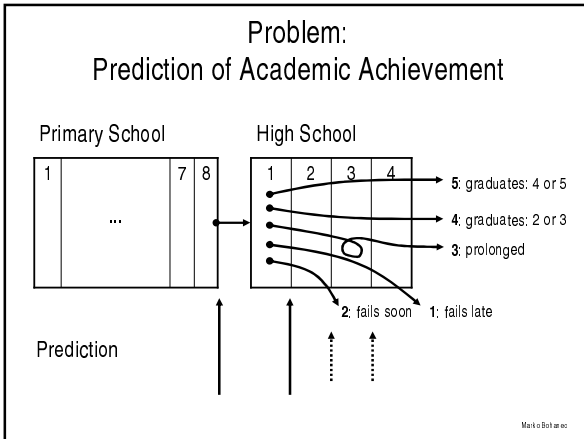 Problem:
Prediction of Academic Achievement
Primary School
High School
1 ... 7 8
1 2 3 4
5: graduates: 4 or 5
4: graduates: 2 or 3
3: prolonged
2: fails soon
1: fails late
Prediction
Marko Bohanec